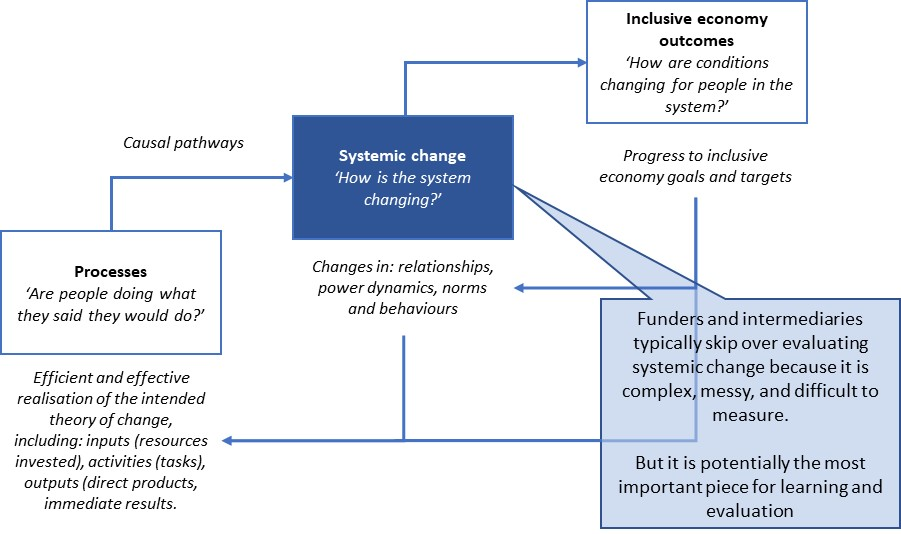 Inclusive economy
outcomes
‘How are conditions
changing for people in the
system?’
Causal pathways
Systemic change
‘How is the system
changing?’
Progress to inclusive
economy goals and targets
Processes
‘Are people doing what
they said they would do?’
Changes in: relationships,
power dynamics, norms
and behaviours
Funders and intermediaries
typically skip over evaluating
systemic change because it is
complex, messy, and difficult to
measure.
But it is potentially the most
important piece for learning and
evaluation
Efficient and effective
realisation of the intended
theory of change,
including: inputs (resources
invested), activities (tasks),
outputs (direct products,
immediate results.